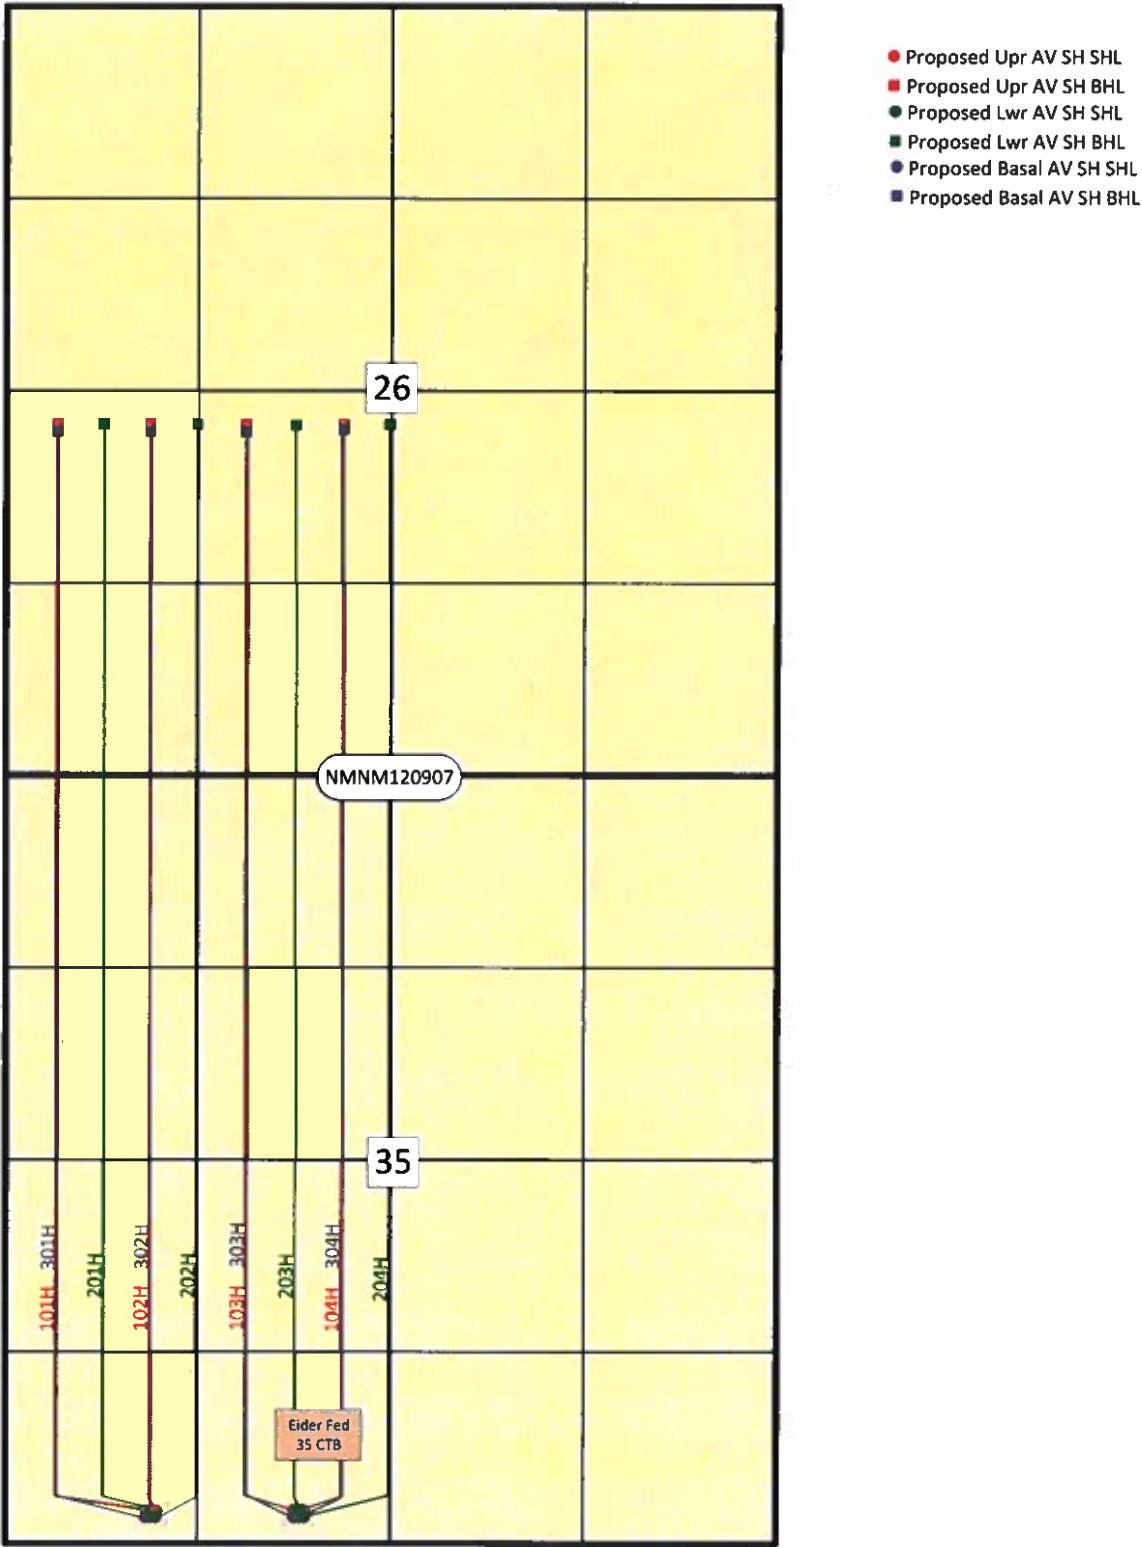 Proposed Upr AV SH SHL
Proposed Upr AV SH BHL
Proposed Lwr AV SH SHL
Proposed Lwr AV SH BHL
Proposed Basal AV SH SHL
Proposed Basal AV SH BHL
26
NMNM120907
35
101H 301H
201H
102H 302H
202H
103H 303H
203H
104H 304H
204H
Eider Fed
35 CTB